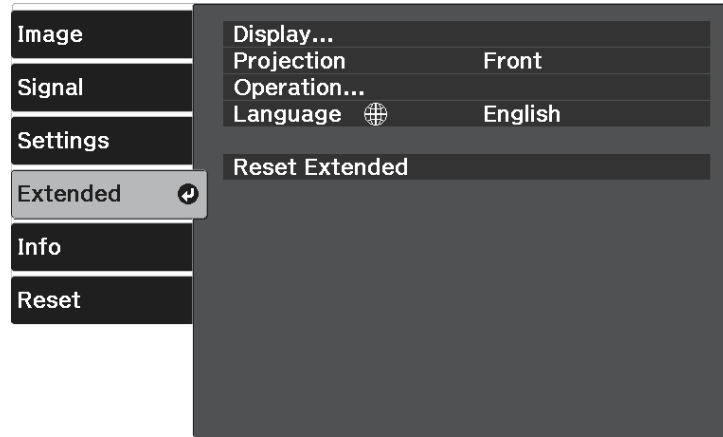 Image
Signal
Settings
Extended
Info
Reset
Display...
Projection Front
Operation...
Language English
Reset Extended